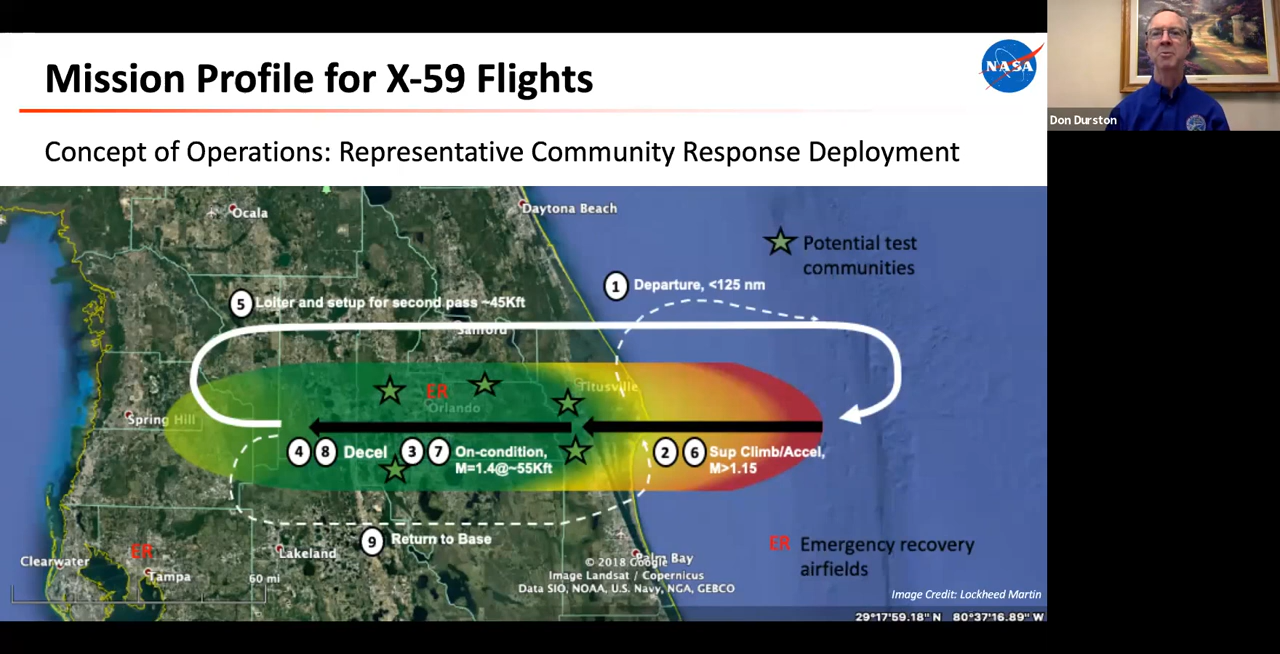 Mission Profile for X-59 Flights
NASA
Don Durston
Concept of Operations: Representative Community Response Deployment
Ocala
Daytona Beach
Potential test
communities
1 Departure, <125 nm
5 Loiter and setup for second pass ~45Kft
Sanford
Titusville
ER
Orlando
Spring Hill
4 8 Decel 3 7 On-condition,
M=1.4@~55Kft
2 6 Sup Climb/Accel,
M>1.15
9 Return to Base
ER Emergency recovery
airfields
ER
Clearwater
Tampa
Lakeland
60 mi
Palm Bay
© 2018 Google
Image Landsat / Copernicus
Data SIO, NOAA, U.S. Navy, NGA, GEBCO
Image Credit: Lockheed Martin
29°17'59.18" N 80°37'16.89" W